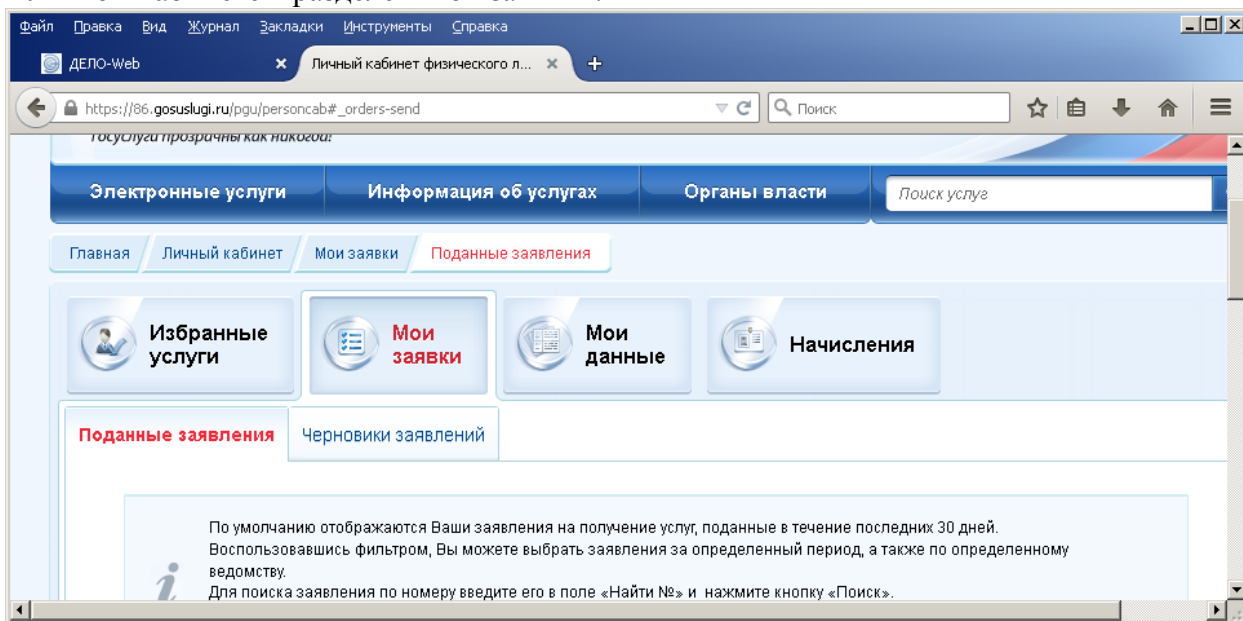 Файл Правка Вид Журнал Закладки Инструменты Справка
ДЕЛО-Web Личный кабинет физического л...
https://86.gosuslugi.ru/pgu/personcab#_orders-send Поиск
Госуслуги прозрачны как никогда!
Электронные услуги Информация об услугах Органы власти Поиск услуг
Главная Личный кабинет Мои заявки Поданные заявления
Избранные услуги
Мои заявки
Мои данные
Начисления
Поданные заявления Черновики заявлений
По умолчанию отображаются Ваши заявления на получение услуг, поданные в течение последних 30 дней.
Воспользовавшись фильтром, Вы можете выбрать заявления за определенный период, а также по определенному
ведомству.
Для поиска заявления по номеру введите его в поле «Найти №» и нажмите кнопку «Поиск».